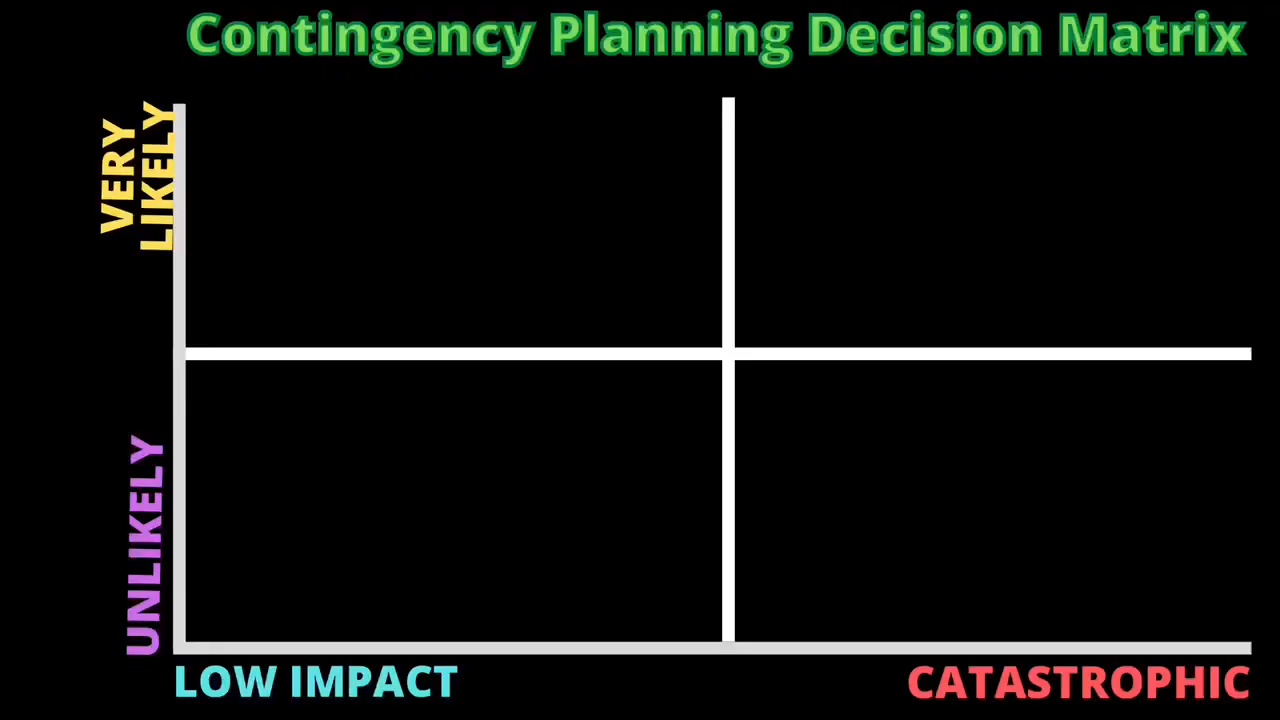 Contingency Planning Decision Matrix
VERY
LIKELY
UNLIKELY
LOW IMPACT
CATASTROPHIC